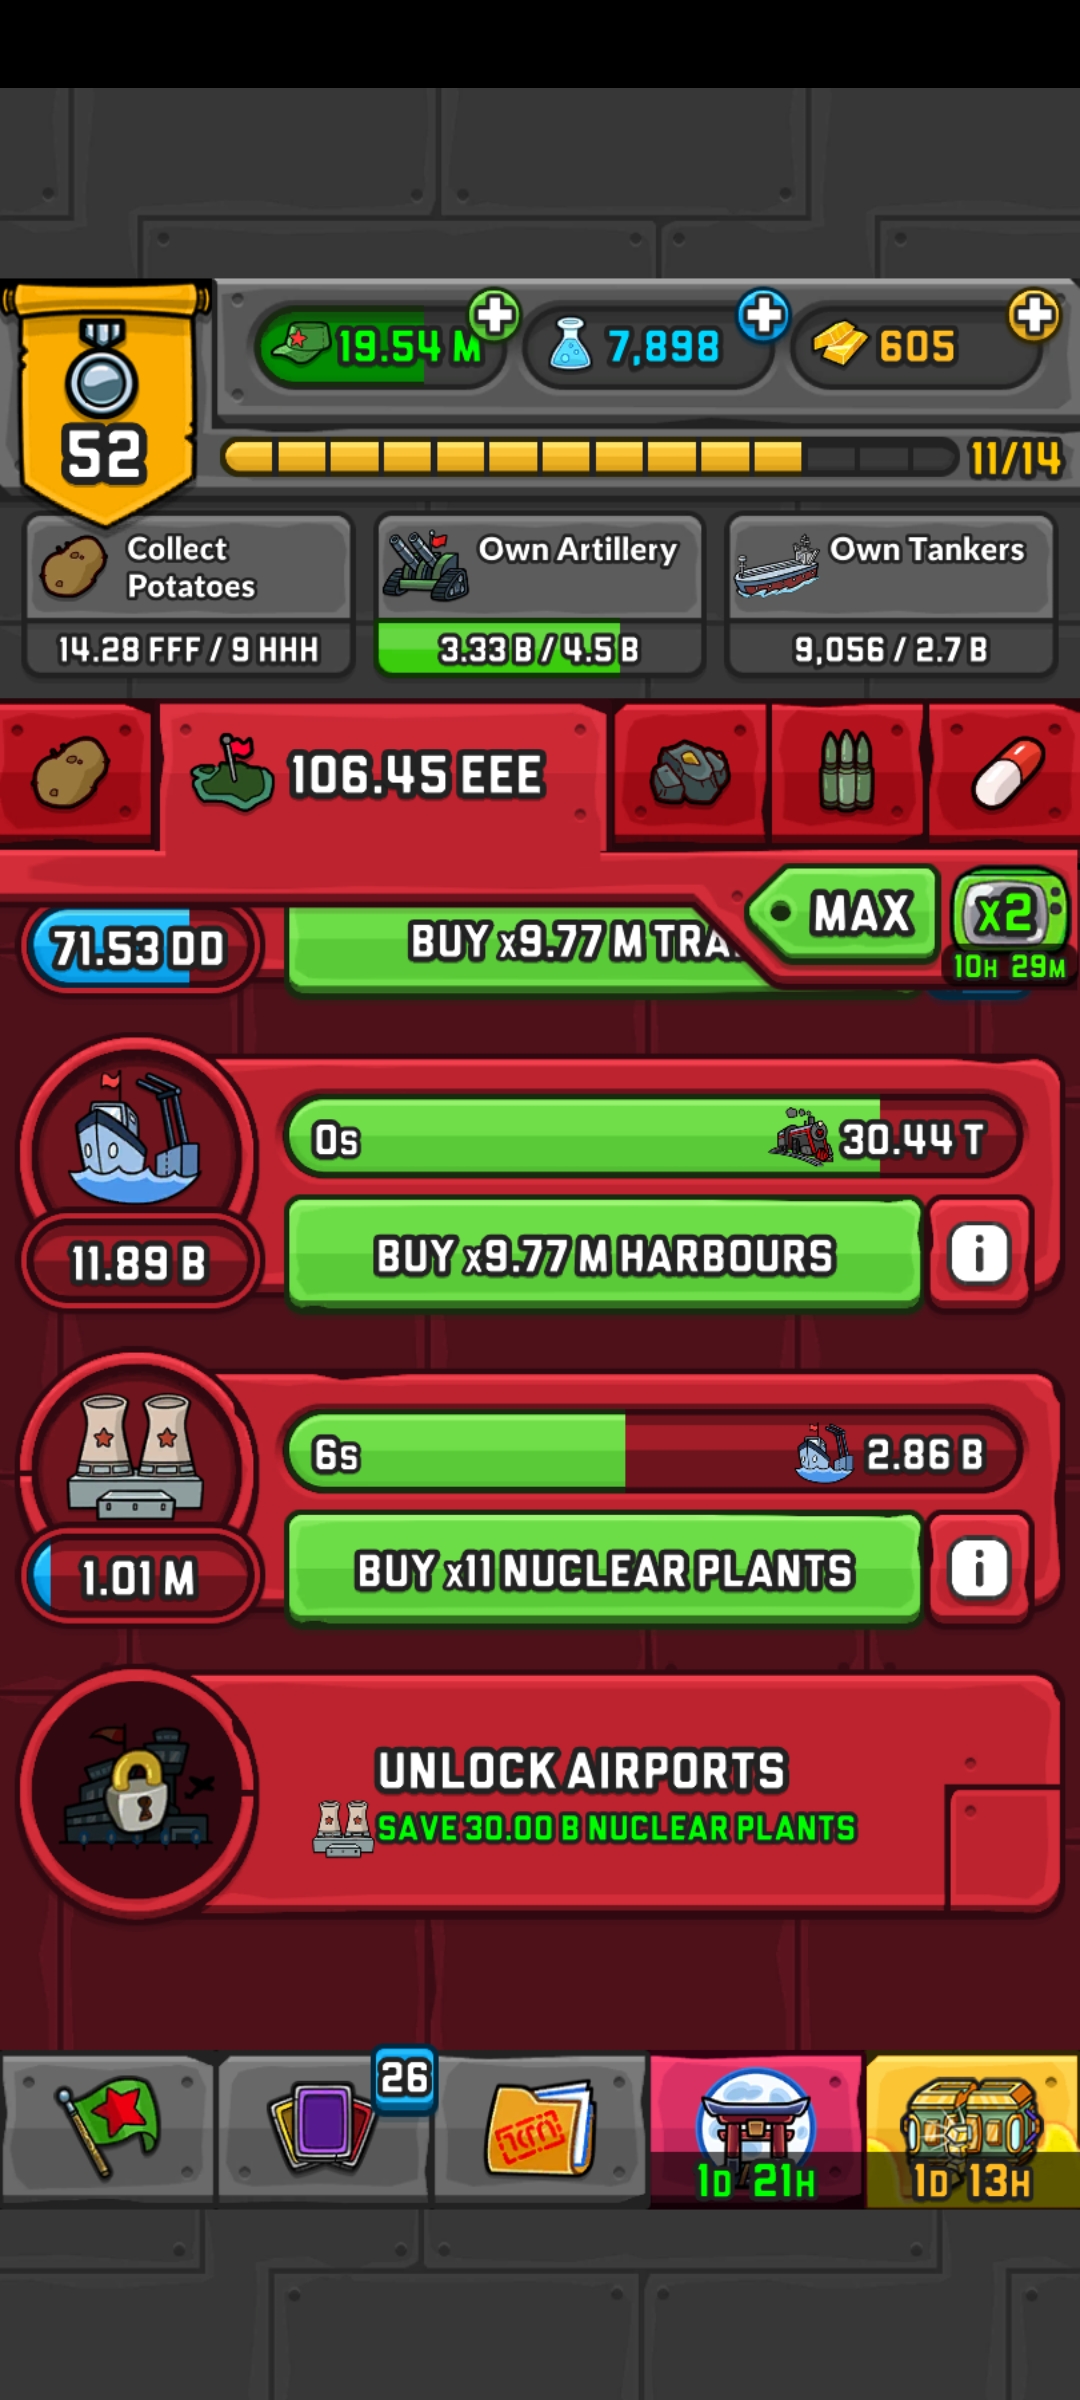 19.54 M
7,898
605
52
11/14
Collect
Potatoes
Own Artillery
Own Tankers
14.28 FFF / 9 HHH
3.33 B / 4.5 B
9,056 / 2.7 B
106.45 EEE
MAX
x2
10H 29M
71.53 DD
BUY x9.77 M TRA
0s
30.44 T
11.89 B
BUY x9.77 M HARBOURS
i
6s
2.86 B
1.01 M
BUY x11 NUCLEAR PLANTS
i
UNLOCK AIRPORTS
SAVE 30.00 B NUCLEAR PLANTS
26
1D 21H
1D 13H